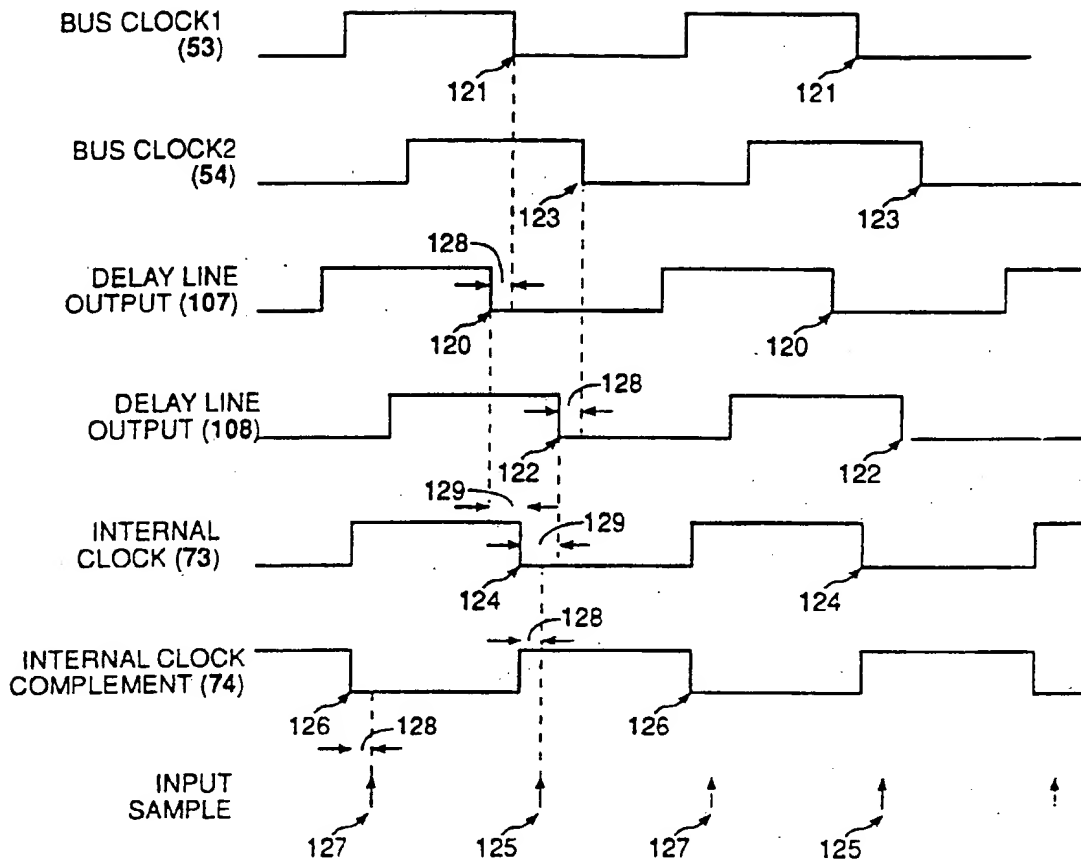 BUS CLOCK1
(53)
121
121
BUS CLOCK2
(54)
123
123
128
DELAY LINE
OUTPUT (107)
120
120
128
DELAY LINE
OUTPUT (108)
122
122
129
129
INTERNAL
CLOCK (73)
124
124
128
INTERNAL CLOCK
COMPLEMENT (74)
126
126
128
INPUT
SAMPLE
127
125
127
125